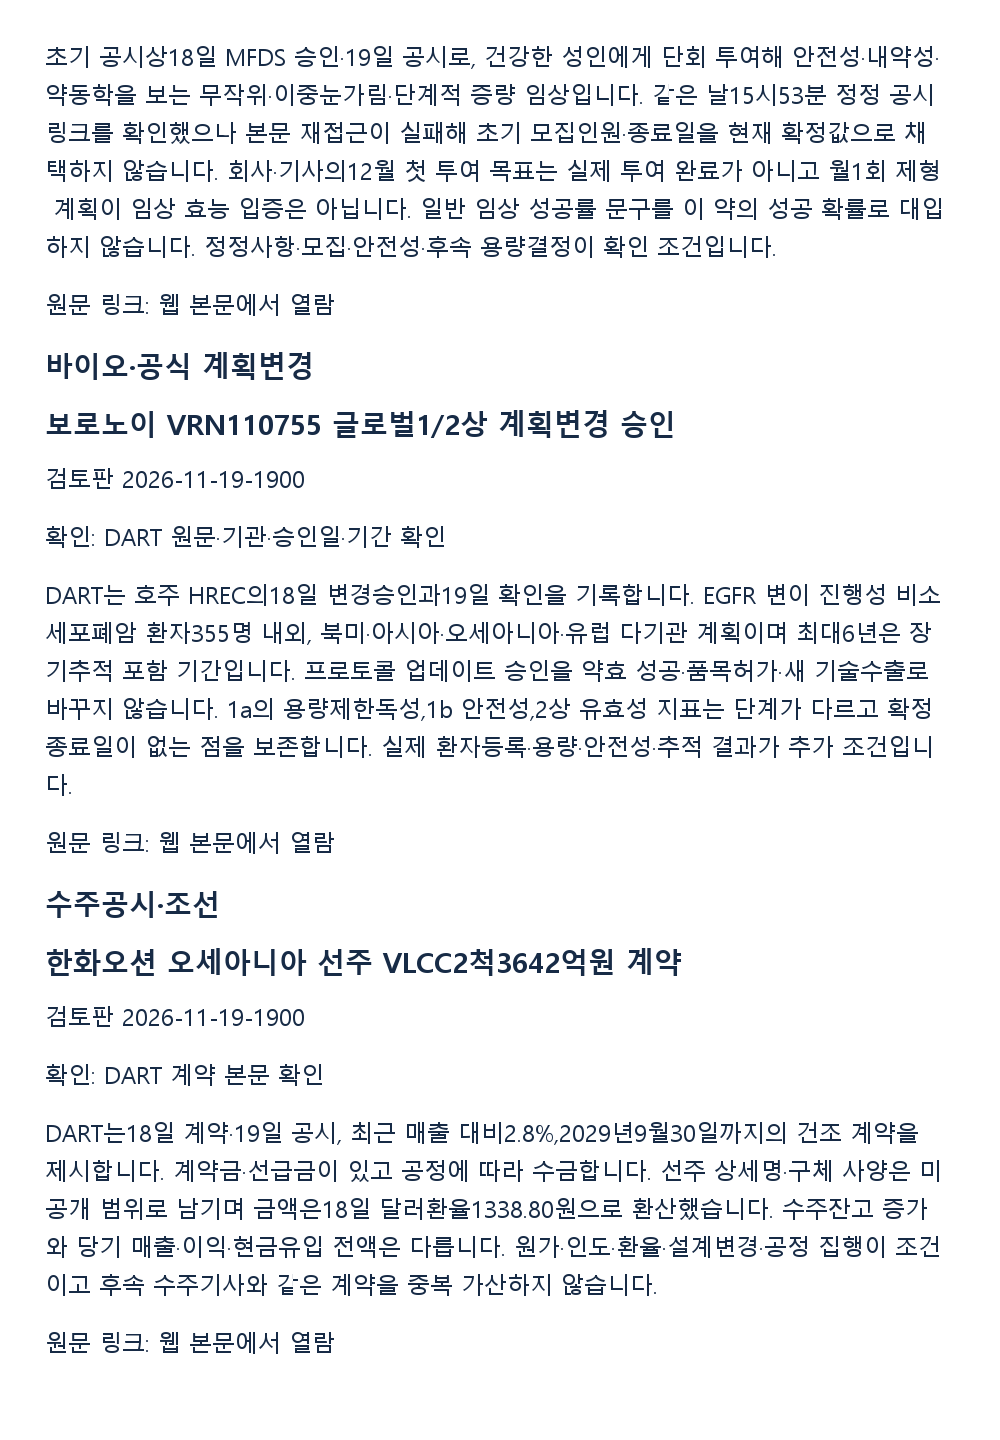 초기 공시상18일 MFDS 승인·19일 공시로, 건강한 성인에게 단회 투여해 안전성·내약성·
약동학을 보는 무작위·이중눈가림·단계적 증량 임상입니다. 같은 날15시53분 정정 공시
링크를 확인했으나 본문 재접근이 실패해 초기 모집인원·종료일을 현재 확정값으로 채
택하지 않습니다. 회사·기사의12월 첫 투여 목표는 실제 투여 완료가 아니고 월1회 제형
계획이 임상 효능 입증은 아닙니다. 일반 임상 성공률 문구를 이 약의 성공 확률로 대입
하지 않습니다. 정정사항·모집·안전성·후속 용량결정이 확인 조건입니다.
원문 링크: 웹 본문에서 열람
바이오·공식 계획변경
보로노이 VRN110755 글로벌1/2상 계획변경 승인
검토판 2026-11-19-1900
확인: DART 원문·기관·승인일·기간 확인
DART는 호주 HREC의18일 변경승인과19일 확인을 기록합니다. EGFR 변이 진행성 비소
세포폐암 환자355명 내외, 북미·아시아·오세아니아·유럽 다기관 계획이며 최대6년은 장
기추적 포함 기간입니다. 프로토콜 업데이트 승인을 약효 성공·품목허가·새 기술수출로
바꾸지 않습니다. 1a의 용량제한독성,1b 안전성,2상 유효성 지표는 단계가 다르고 확정
종료일이 없는 점을 보존합니다. 실제 환자등록·용량·안전성·추적 결과가 추가 조건입니
다.
원문 링크: 웹 본문에서 열람
수주공시·조선
한화오션 오세아니아 선주 VLCC2척3642억원 계약
검토판 2026-11-19-1900
확인: DART 계약 본문 확인
DART는18일 계약·19일 공시, 최근 매출 대비2.8%,2029년9월30일까지의 건조 계약을
제시합니다. 계약금·선급금이 있고 공정에 따라 수금합니다. 선주 상세명·구체 사양은 미
공개 범위로 남기며 금액은18일 달러환율1338.80원으로 환산했습니다. 수주잔고 증가
와 당기 매출·이익·현금유입 전액은 다릅니다. 원가·인도·환율·설계변경·공정 집행이 조건
이고 후속 수주기사와 같은 계약을 중복 가산하지 않습니다.
원문 링크: 웹 본문에서 열람